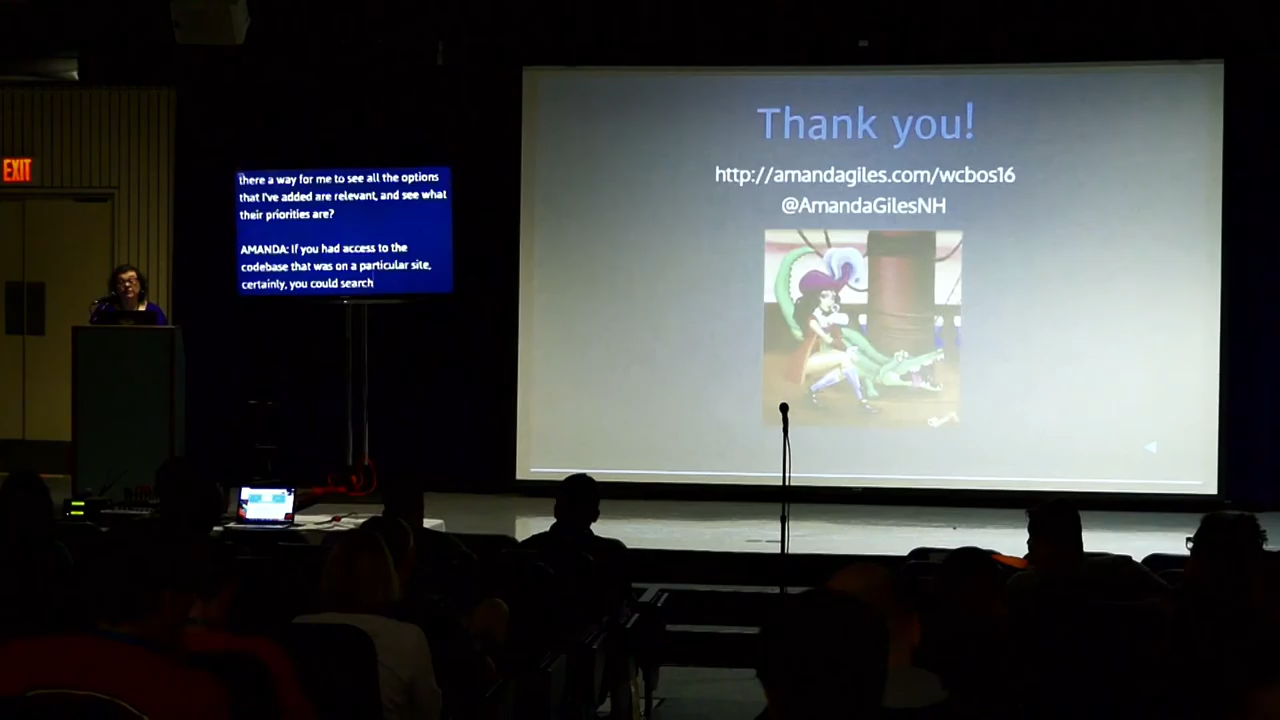 EXIT
there a way for me to see all the options
that I've added are relevant, and see what
their priorities are?
AMANDA: If you had access to the
codebase that was on a particular site,
certainly, you could search
Thank you!
http://amandagiles.com/wcbos16
@AmandaGilesNH